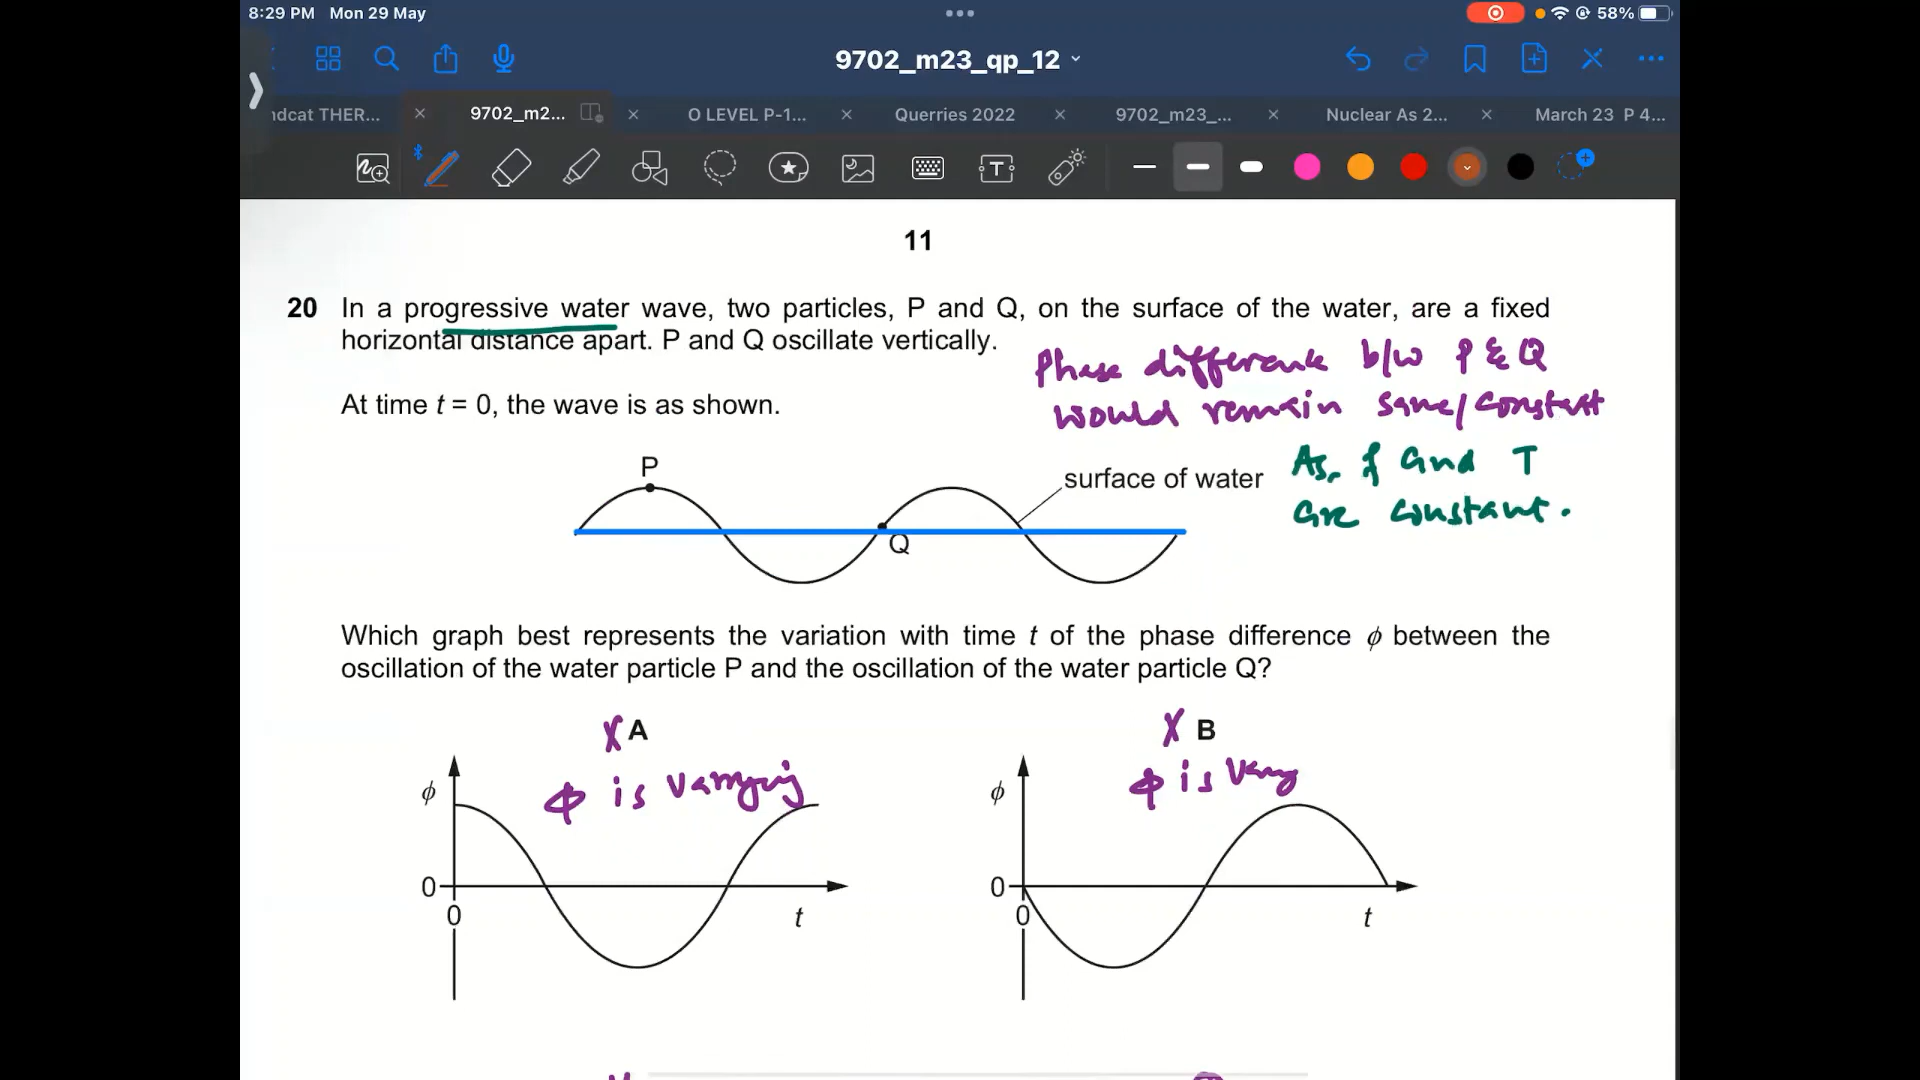 8:29 PM Mon 29 May
58%
9702_m23_qp_12
ndcat THER...
9702_m2...
O LEVEL P-1...
Querries 2022
9702_m23_...
Nuclear As 2...
March 23 P 4...
T
11
20 In a progressive water wave, two particles, P and Q, on the surface of the water, are a fixed
horizontal distance apart. P and Q oscillate vertically.
Phase difference b/w P & Q
would remain same/constant
At time t = 0, the wave is as shown.
As, f and T
are constant.
P
surface of water
Q
Which graph best represents the variation with time t of the phase difference ϕ between the
oscillation of the water particle P and the oscillation of the water particle Q?
X A
ϕ is varrying
X B
ϕ is vary
ϕ
0
0
t
ϕ
0
0
t